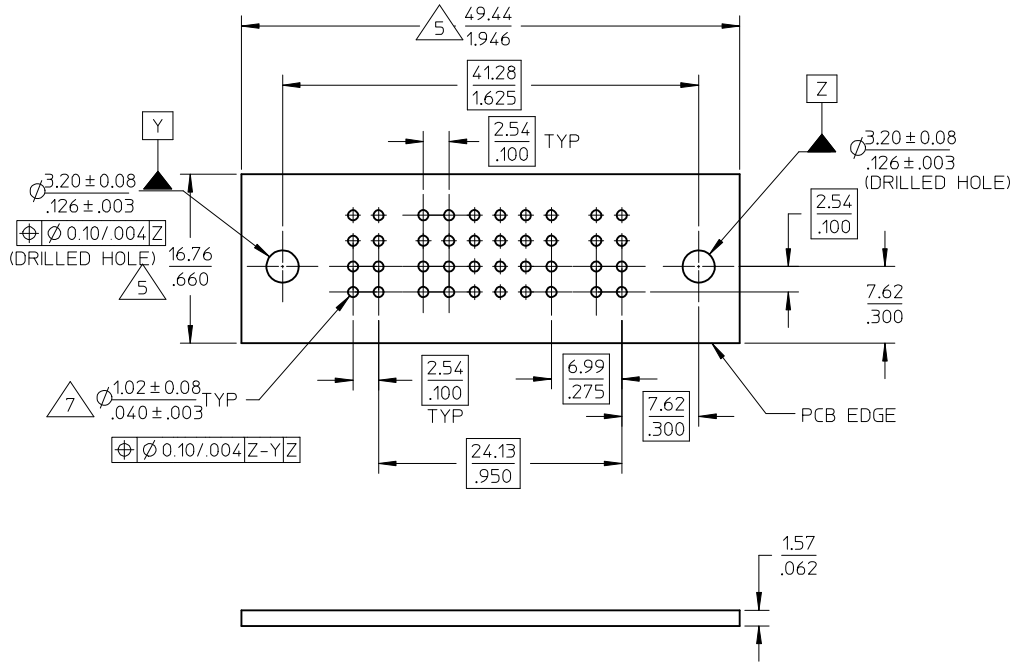 5
49.44
1.946
41.28
1.625
2.54
.100
TYP
Y
Z
Ø3.20±0.08
.126±.003
⌖ Ø 0.10/.004 Z
(DRILLED HOLE)
Ø3.20±0.08
.126±.003
(DRILLED HOLE)
2.54
.100
5
16.76
.660
7.62
.300
7
Ø1.02±0.08
.040±.003
TYP
⌖ Ø 0.10/.004 Z-Y Z
2.54
.100
TYP
6.99
.275
7.62
.300
PCB EDGE
24.13
.950
1.57
.062